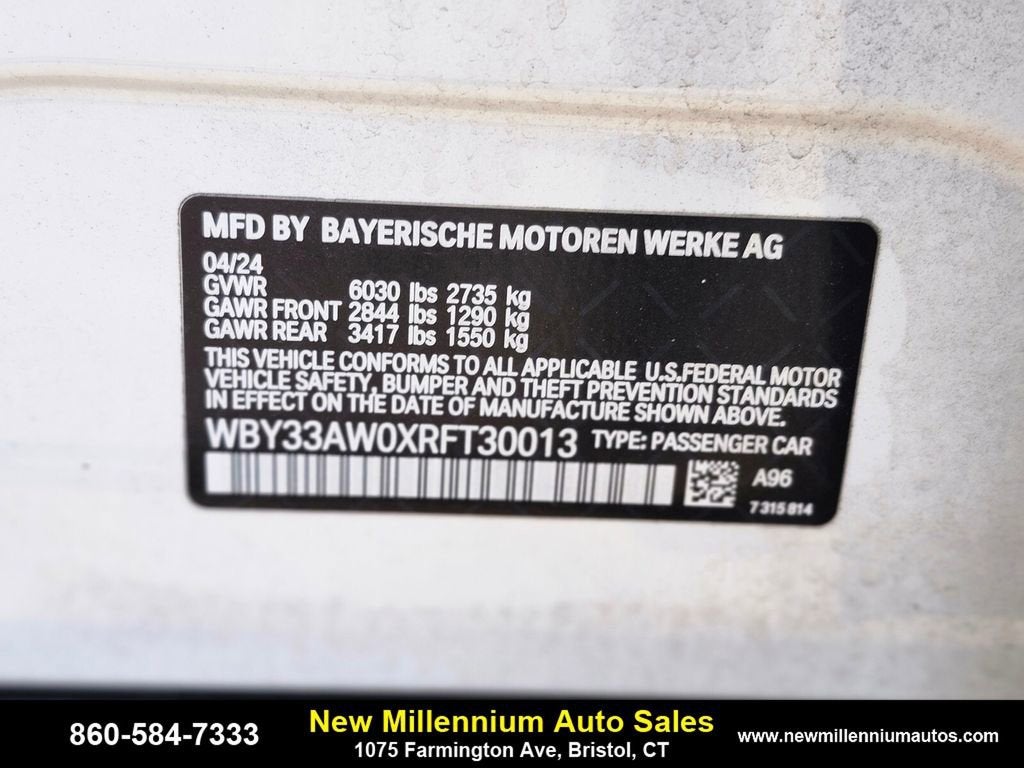 MFD BY BAYERISCHE MOTOREN WERKE AG
04/24
GVWR 6030 lbs 2735 kg
GAWR FRONT 2844 lbs 1290 kg
GAWR REAR 3417 lbs 1550 kg
THIS VEHICLE CONFORMS TO ALL APPLICABLE U.S.FEDERAL MOTOR
VEHICLE SAFETY, BUMPER AND THEFT PREVENTION STANDARDS
IN EFFECT ON THE DATE OF MANUFACTURE SHOWN ABOVE.
WBY33AW0XRFT30013 TYPE: PASSENGER CAR
A96
7315814
860-584-7333
New Millennium Auto Sales
1075 Farmington Ave, Bristol, CT
www.newmillenniumautos.com